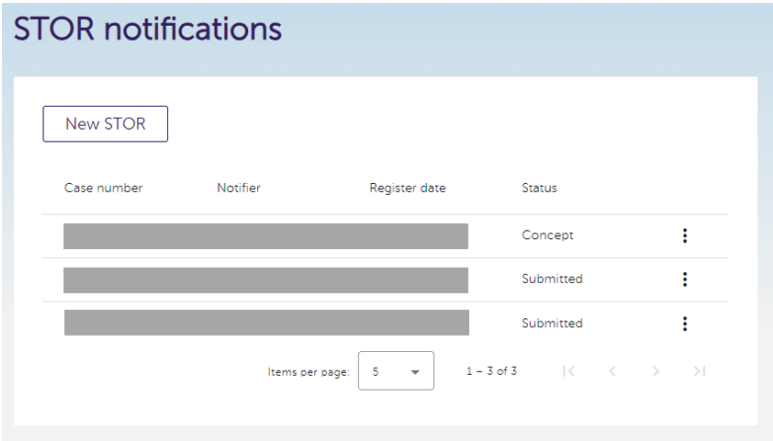 STOR notifications
New STOR
Case number Notifier Register date Status
Concept
Submitted
Submitted
Items per page: 5 1 – 3 of 3